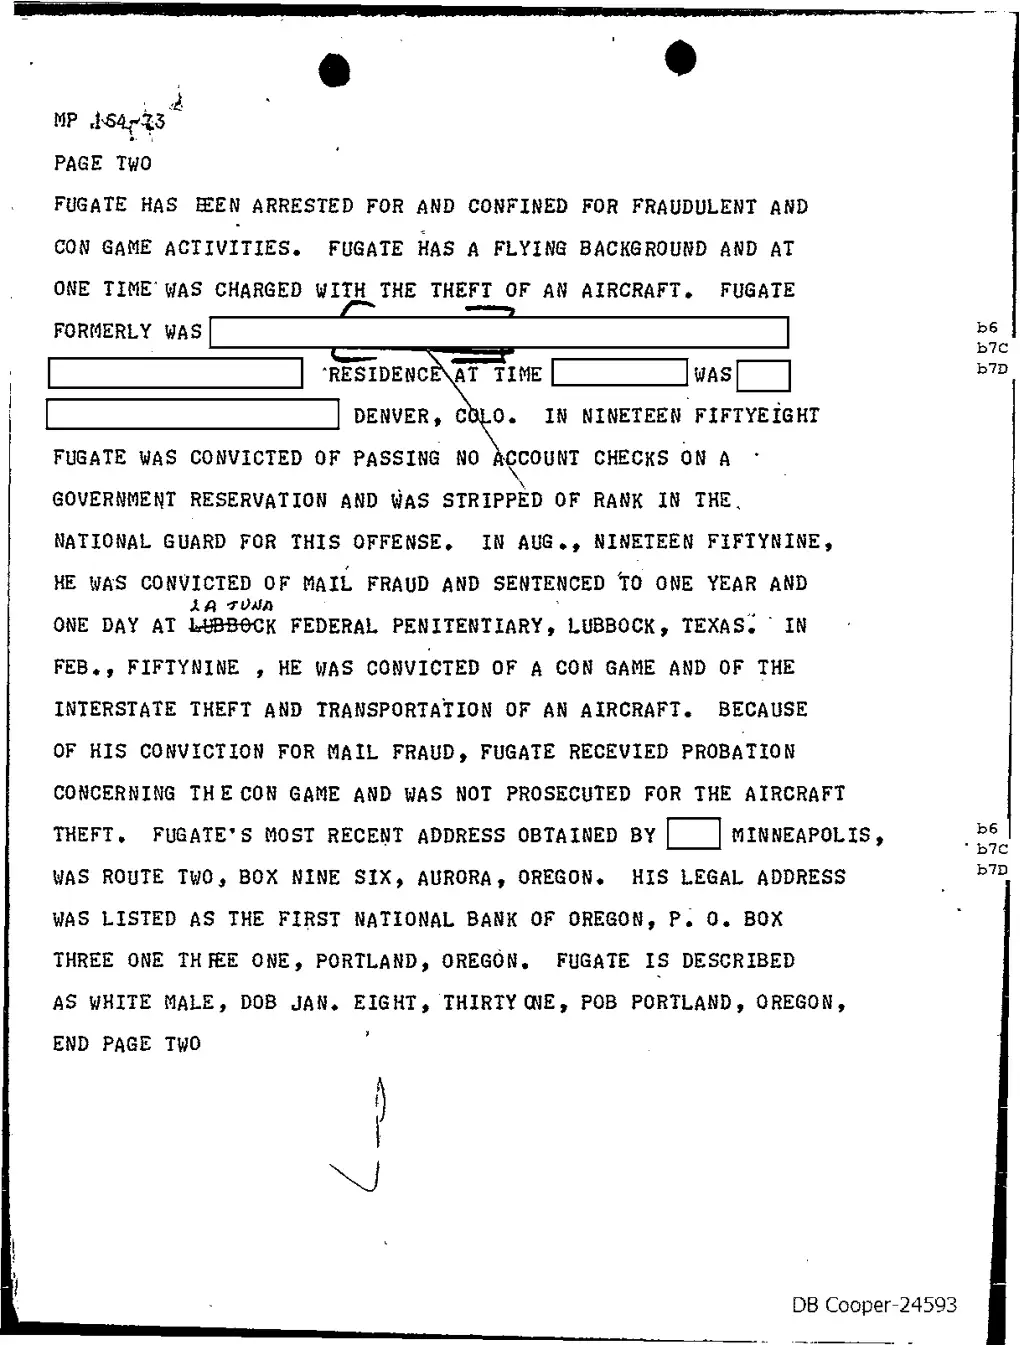 MP 164-73
PAGE TWO
FUGATE HAS BEEN ARRESTED FOR AND CONFINED FOR FRAUDULENT AND
CON GAME ACTIVITIES. FUGATE HAS A FLYING BACKGROUND AND AT
ONE TIME WAS CHARGED WITH THE THEFT OF AN AIRCRAFT. FUGATE
FORMERLY WAS b6
b7C
RESIDENCE AT TIME WAS b7D
DENVER, COLO. IN NINETEEN FIFTYEIGHT
FUGATE WAS CONVICTED OF PASSING NO ACCOUNT CHECKS ON A
GOVERNMENT RESERVATION AND WAS STRIPPED OF RANK IN THE
NATIONAL GUARD FOR THIS OFFENSE. IN AUG., NINETEEN FIFTYNINE,
HE WAS CONVICTED OF MAIL FRAUD AND SENTENCED TO ONE YEAR AND
LA TUNA
ONE DAY AT LUBBOCK FEDERAL PENITENTIARY, LUBBOCK, TEXAS. IN
FEB., FIFTYNINE , HE WAS CONVICTED OF A CON GAME AND OF THE
INTERSTATE THEFT AND TRANSPORTATION OF AN AIRCRAFT. BECAUSE
OF HIS CONVICTION FOR MAIL FRAUD, FUGATE RECEVIED PROBATION
CONCERNING THE CON GAME AND WAS NOT PROSECUTED FOR THE AIRCRAFT
THEFT. FUGATE'S MOST RECENT ADDRESS OBTAINED BY MINNEAPOLIS, b6
b7C
WAS ROUTE TWO, BOX NINE SIX, AURORA, OREGON. HIS LEGAL ADDRESS b7D
WAS LISTED AS THE FIRST NATIONAL BANK OF OREGON, P. O. BOX
THREE ONE THREE ONE, PORTLAND, OREGON. FUGATE IS DESCRIBED
AS WHITE MALE, DOB JAN. EIGHT, THIRTY ONE, POB PORTLAND, OREGON,
END PAGE TWO
DB Cooper-24593